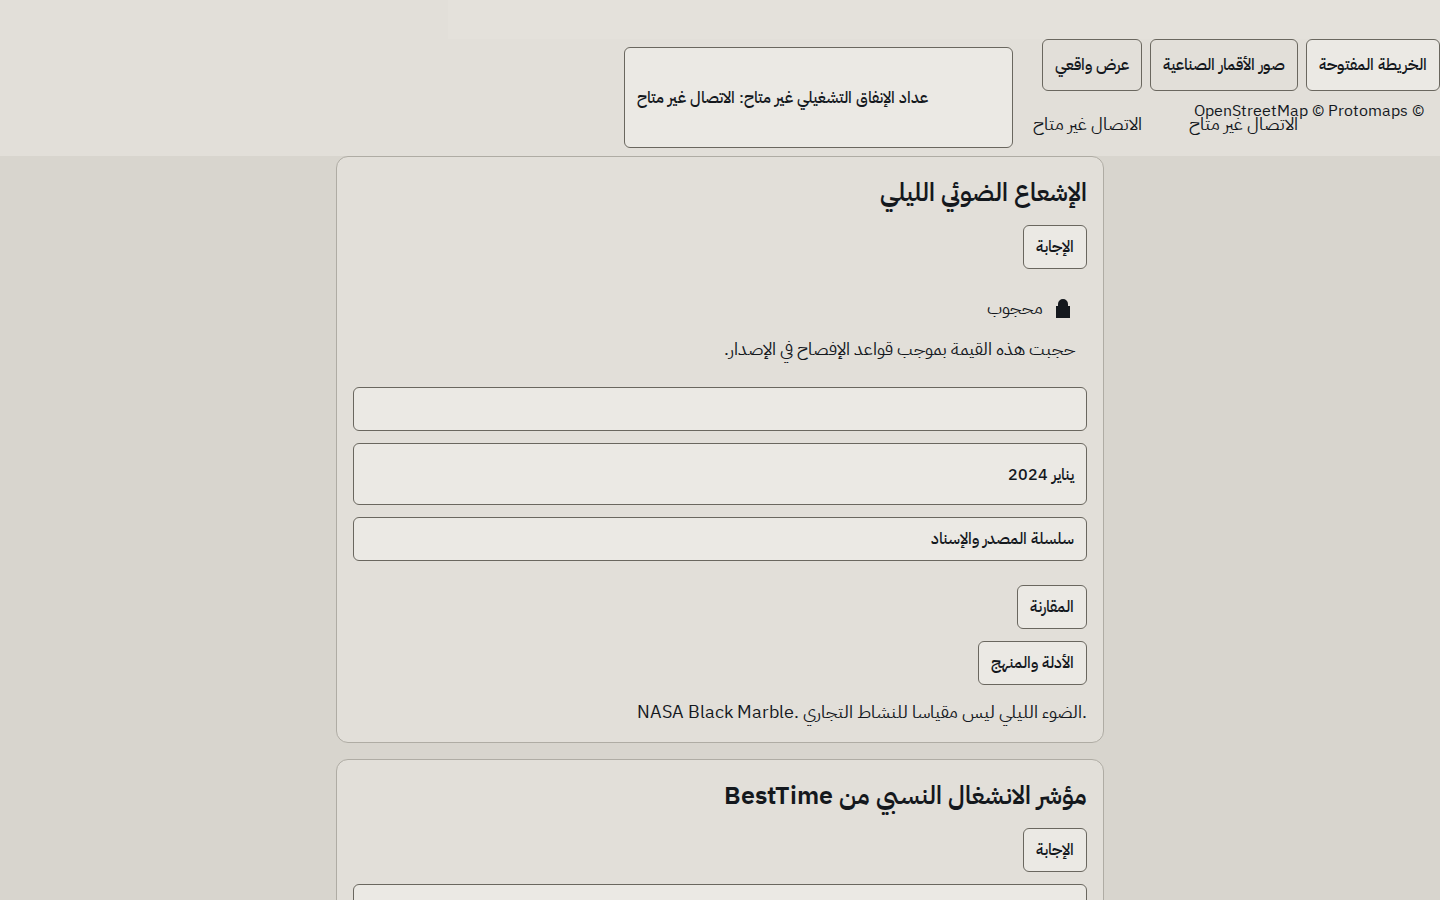 الخريطة المفتوحة
صور الأقمار الصناعية
عرض واقعي
عداد الإنفاق التشغيلي غير متاح: الاتصال غير متاح
OpenStreetMap © Protomaps ©
الاتصال غير متاح
الاتصال غير متاح
الإشعاع الضوئي الليلي
الإجابة
محجوب
حجبت هذه القيمة بموجب قواعد الإفصاح في الإصدار.
يناير 2024
سلسلة المصدر والإسناد
المقارنة
الأدلة والمنهج
.الضوء الليلي ليس مقياسا للنشاط التجاري .NASA Black Marble
مؤشر الانشغال النسبي من BestTime
الإجابة